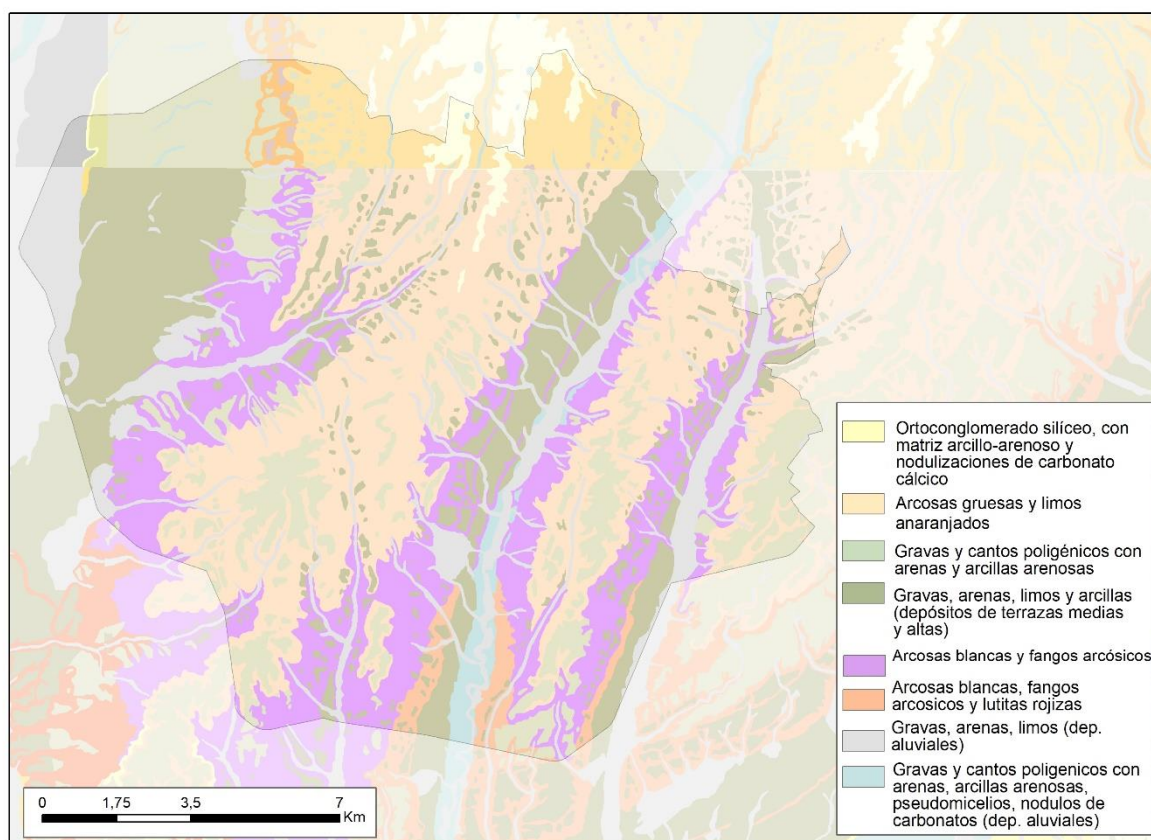 Ortoconglomerado silíceo, con
matriz arcillo-arenoso y
nodulizaciones de carbonato
cálcico
Arcosas gruesas y limos
anaranjados
Gravas y cantos poligénicos con
arenas y arcillas arenosas
Gravas, arenas, limos y arcillas
(depósitos de terrazas medias
y altas)
Arcosas blancas y fangos arcósicos
Arcosas blancas, fangos
arcosicos y lutitas rojizas
Gravas, arenas, limos (dep.
aluviales)
Gravas y cantos poligenicos con
arenas, arcillas arenosas,
pseudomicelios, nodulos de
carbonatos (dep. aluviales)
0 1,75 3,5 7
Km